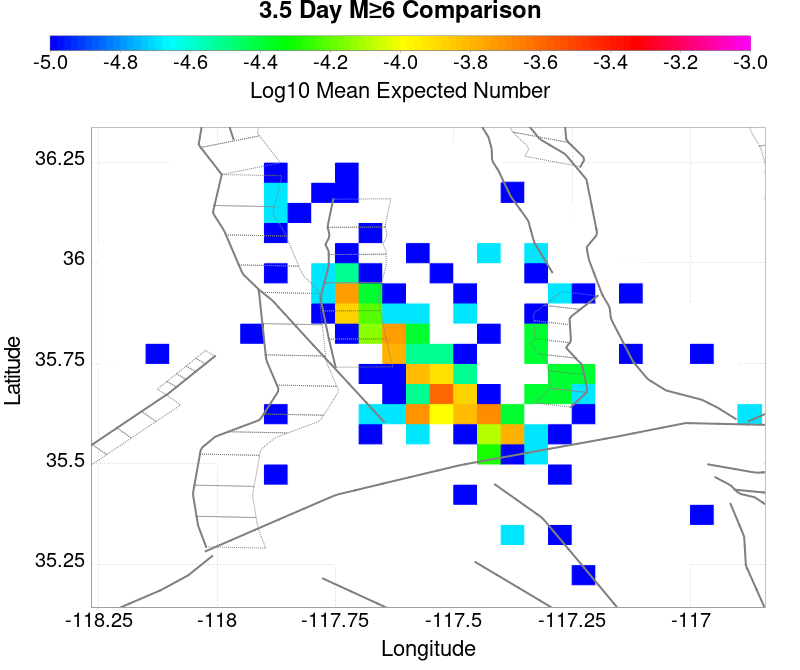 3.5 Day M≥6 Comparison
-5.0 -4.8 -4.6 -4.4 -4.2 -4.0 -3.8 -3.6 -3.4 -3.2 -3.0
Log10 Mean Expected Number
36.25
36
35.75
35.5
35.25
Latitude
-118.25 -118 -117.75 -117.5 -117.25 -117
Longitude